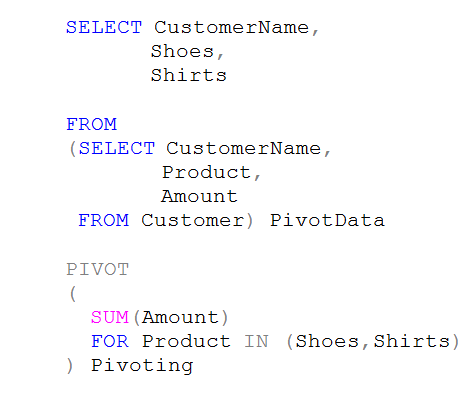 SELECT CustomerName,
Shoes,
Shirts
FROM
(SELECT CustomerName,
Product,
Amount
FROM Customer) PivotData
PIVOT
(
SUM(Amount)
FOR Product IN (Shoes,Shirts)
) Pivoting